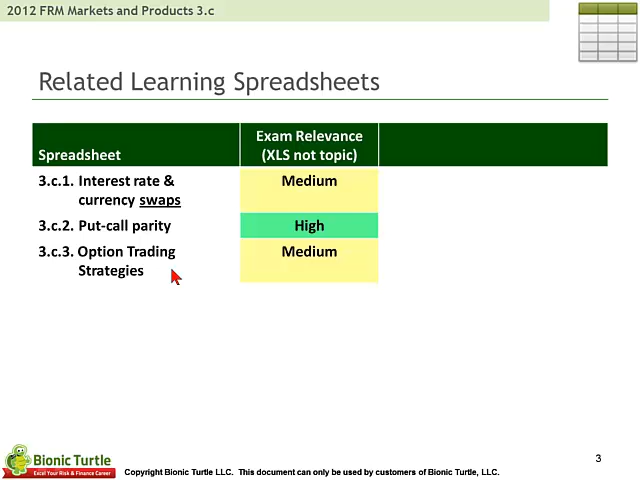 2012 FRM Markets and Products 3.c
Related Learning Spreadsheets
Spreadsheet
Exam Relevance
(XLS not topic)
3.c.1. Interest rate &
currency swaps
Medium
3.c.2. Put-call parity
High
3.c.3. Option Trading
Strategies
Medium
3
Bionic Turtle
Excel Your Risk & Finance Career
Copyright Bionic Turtle LLC. This document can only be used by customers of Bionic Turtle, LLC.